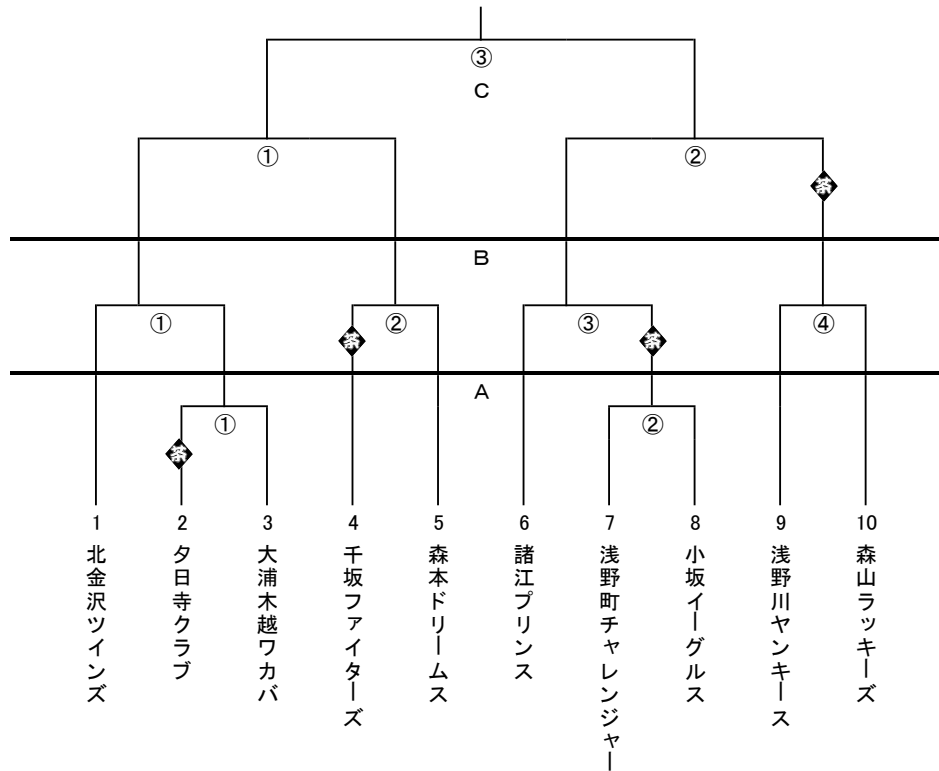 ③
C
①
②
茶
B
①
②
③
④
茶
茶
A
①
②
茶
1
2
3
4
5
6
7
8
9
10
北金沢ツインズ
夕日寺クラブ
大浦木越ワカバ
千坂ファイターズ
森本ドリームス
諸江プリンス
浅野町チャレンジャー
小坂イーグルス
浅野川ヤンキース
森山ラッキーズ